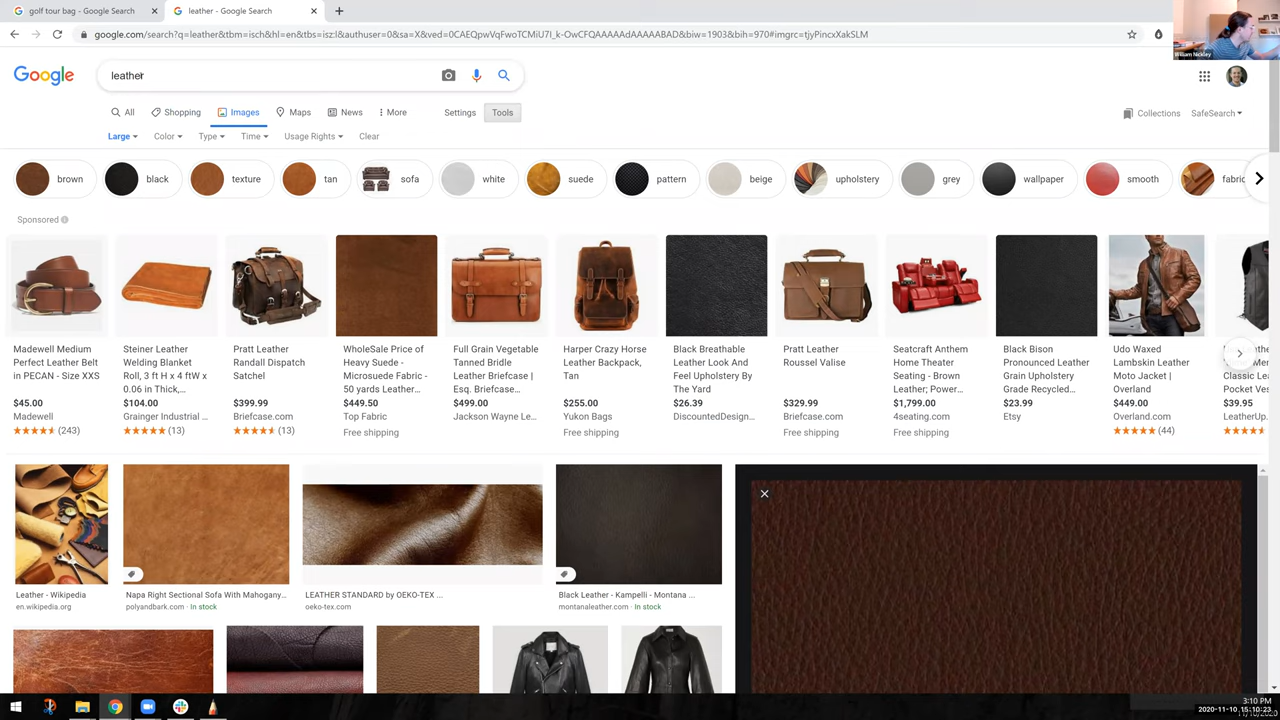 golf tour bag - Google Search
leather - Google Search
google.com/search?q=leather&tbm=isch&hl=en&tbs=isz:l&authuser=0&sa=X&ved=0CAEQpwVqFwoTCMiU7I_k-OwCFQAAAAAdAAAAABAD&biw=1903&bih=970#imgrc=tjyPincxXakSLM
William Nickley
Google
leather
All
Shopping
Images
Maps
News
More
Settings
Tools
Collections
SafeSearch
Large
Color
Type
Time
Usage Rights
Clear
brown
black
texture
tan
sofa
white
suede
pattern
beige
upholstery
grey
wallpaper
smooth
fabric
Sponsored
Madewell Medium
Perfect Leather Belt
in PECAN - Size XXS
$45.00
Madewell
(243)
Steiner Leather
Welding Blanket
Roll, 3 ft H x 4 ftW x
0.06 in Thick,...
$104.00
Grainger Industrial ...
(13)
Pratt Leather
Randall Dispatch
Satchel
$399.99
Briefcase.com
(13)
WholeSale Price of
Heavy Suede -
Microsuede Fabric -
50 yards Leather...
$449.50
Top Fabric
Free shipping
Full Grain Vegetable
Tanned Bridle
Leather Briefcase |
Esq. Briefcase...
$499.00
Jackson Wayne Le...
Harper Crazy Horse
Leather Backpack,
Tan
$255.00
Yukon Bags
Free shipping
Black Breathable
Leather Look And
Feel Upholstery By
The Yard
$26.39
DiscountedDesign...
Pratt Leather
Roussel Valise
$329.99
Briefcase.com
Free shipping
Seatcraft Anthem
Home Theater
Seating - Brown
Leather; Power...
$1,799.00
4seating.com
Free shipping
Black Bison
Pronounced Leather
Grain Upholstery
Grade Recycled...
$23.99
Etsy
Udo Waxed
Lambskin Leather
Moto Jacket |
Overland
$449.00
Overland.com
(44)
Classic Le
Pocket Ves
$39.95
LeatherUp.
Leather - Wikipedia
en.wikipedia.org
Napa Right Sectional Sofa With Mahogany...
polyandbark.com - In stock
LEATHER STANDARD by OEKO-TEX ...
oeko-tex.com
Black Leather - Kampelli - Montana ...
montanaleather.com - In stock
3:10 PM
2020-11-10 15:10:23